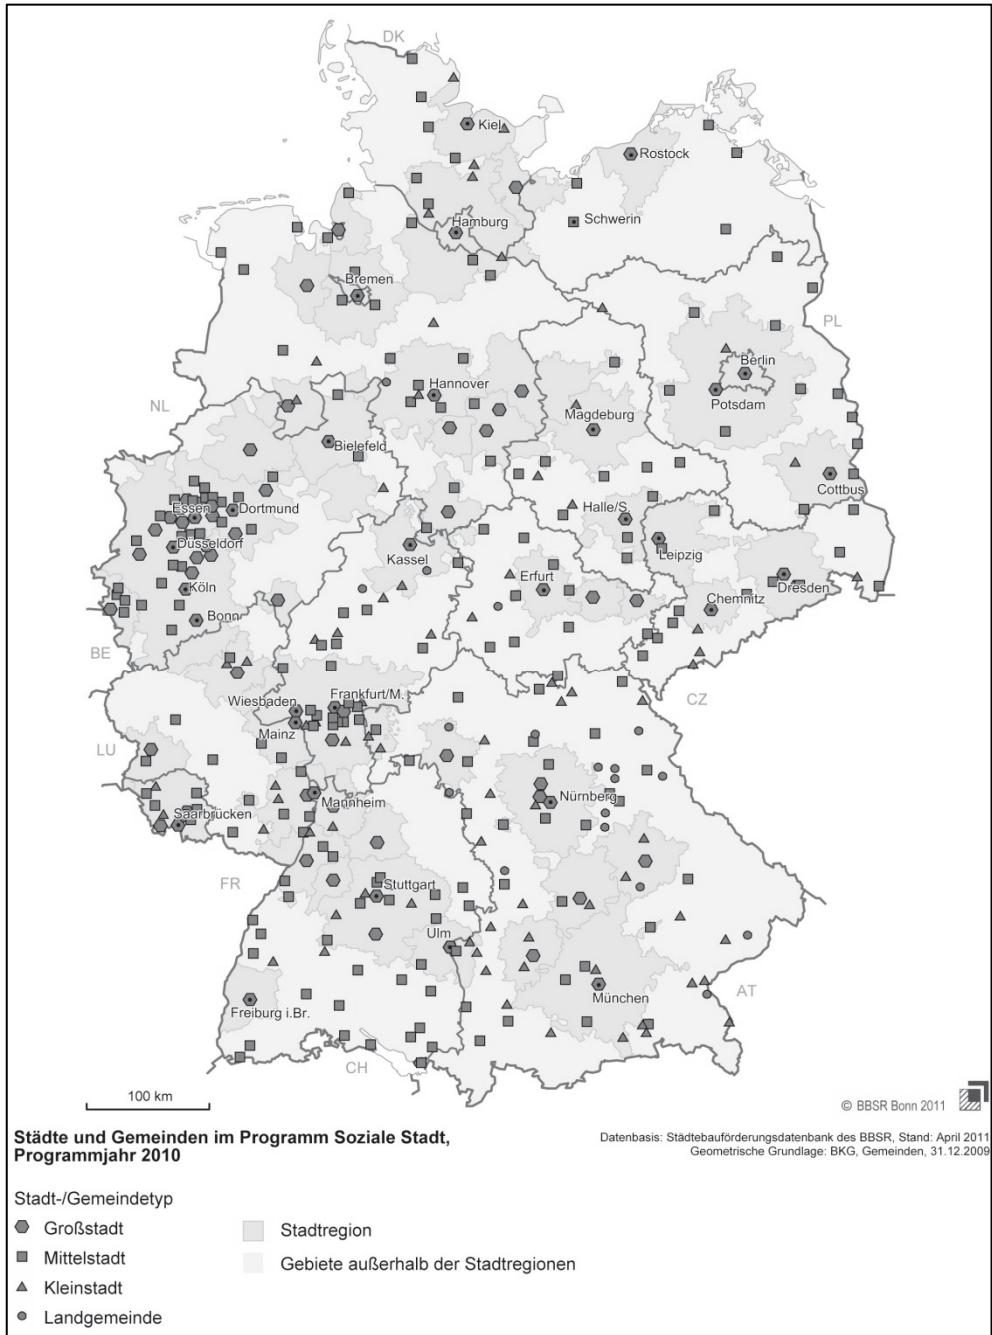 DK
Kiel
Rostock
Hamburg
Schwerin
Bremen
PL
Berlin
Hannover
Potsdam
Magdeburg
NL
Bielefeld
Cottbus
Essen
Dortmund
Halle/S.
Düsseldorf
Leipzig
Kassel
Erfurt
Dresden
Köln
Chemnitz
Bonn
BE
CZ
Wiesbaden
Frankfurt/M.
Mainz
LU
Mannheim
Nürnberg
Saarbrücken
FR
Stuttgart
Ulm
AT
München
Freiburg i.Br.
CH
100 km
© BBSR Bonn 2011
Städte und Gemeinden im Programm Soziale Stadt,
Programmjahr 2010
Datenbasis: Städtebauförderungsdatenbank des BBSR, Stand: April 2011
Geometrische Grundlage: BKG, Gemeinden, 31.12.2009
Stadt-/Gemeindetyp
Großstadt
Mittelstadt
Kleinstadt
Landgemeinde
Stadtregion
Gebiete außerhalb der Stadtregionen